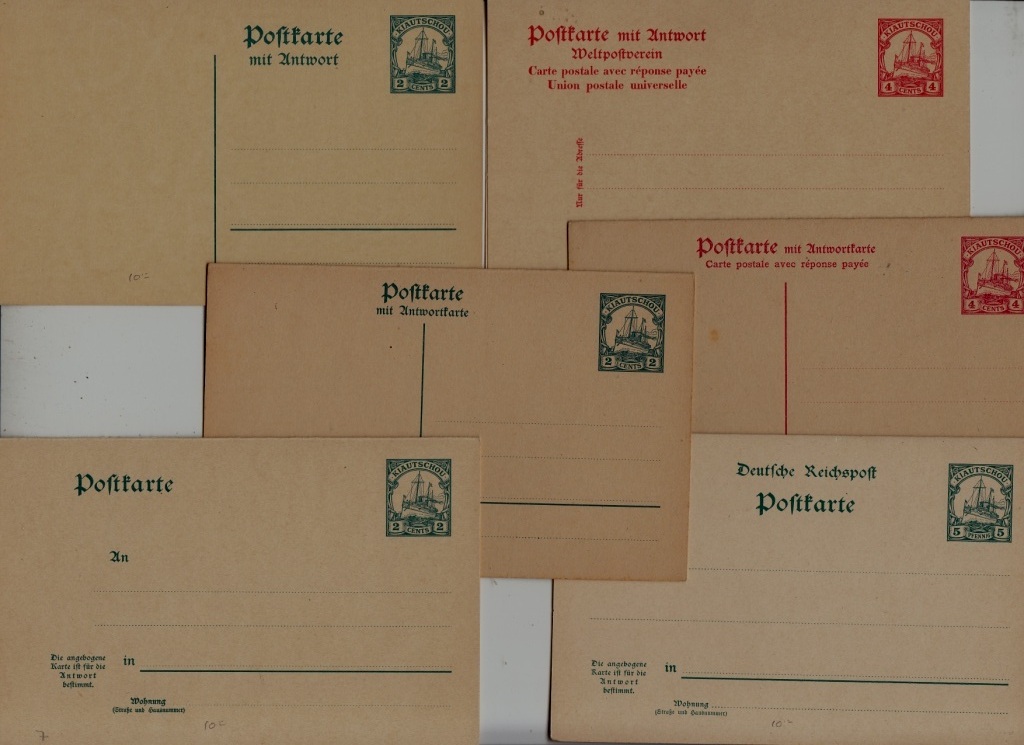 Postkarte
mit Antwort
KIAUTSCHOU
2 CENTS 2
10.-
Postkarte mit Antwort
Weltpostverein
Carte postale avec réponse payée
Union postale universelle
KIAUTSCHOU
4 CENTS 4
Nur für die Adresse
Postkarte mit Antwortkarte
Carte postale avec réponse payée
KIAUTSCHOU
4 CENTS 4
Postkarte
mit Antwortkarte
KIAUTSCHOU
2 CENTS 2
Postkarte
KIAUTSCHOU
2 CENTS 2
An
in
Die angebogene
Karte ist für die
Antwort
bestimmt.
Wohnung
(Straße und Hausnummer)
10.-
7
Deutsche Reichspost
Postkarte
KIAUTSCHOU
5 PFENNIG 5
in
Die angebogene
Karte ist für die
Antwort
bestimmt.
Wohnung
(Straße und Hausnummer)
10.-